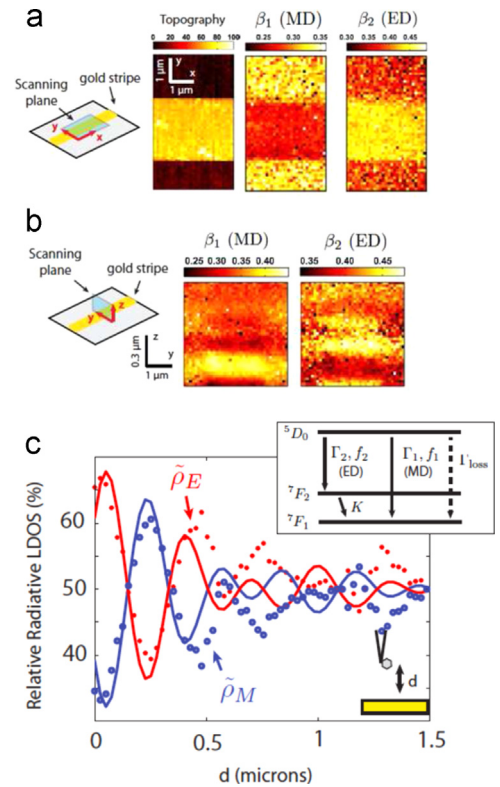 a
Topography
β₁ (MD)
β₂ (ED)
0 20 40 60 80 100
0.25 0.30 0.35
0.30 0.35 0.40
Scanning
plane
gold stripe
y
x
1 μm
y
x
1 μm
b
β₁ (MD)
β₂ (ED)
0.25 0.30 0.35 0.40
0.35 0.40 0.45
Scanning
plane
gold stripe
y
z
0.3 μm
z
y
1 μm
c
⁵D₀
Γ₂, f₂
(ED)
Γ₁, f₁
(MD)
Γloss
⁷F₂
K
⁷F₁
ρ̃_E
ρ̃_M
d
Relative Radiative LDOS (%)
60
50
40
0 0.5 1.0 1.5
d (microns)